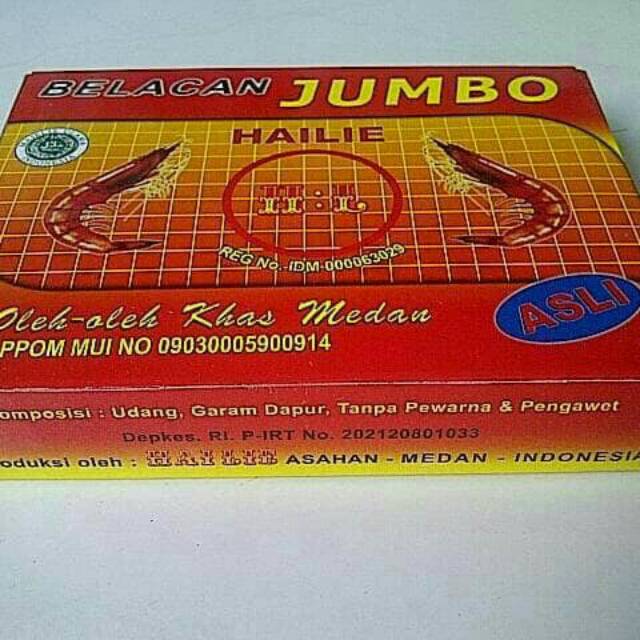 BELACAN JUMBO
HAILIE
H:L
REG No. IDM-000063029
Oleh-oleh Khas Medan
ASLI
PPOM MUI NO 09030005900914
omposisi : Udang, Garam Dapur, Tanpa Pewarna & Pengawet
Depkes. RI. P-IRT No. 202120801033
oduksi oleh : HAILIE ASAHAN - MEDAN - INDONESIA